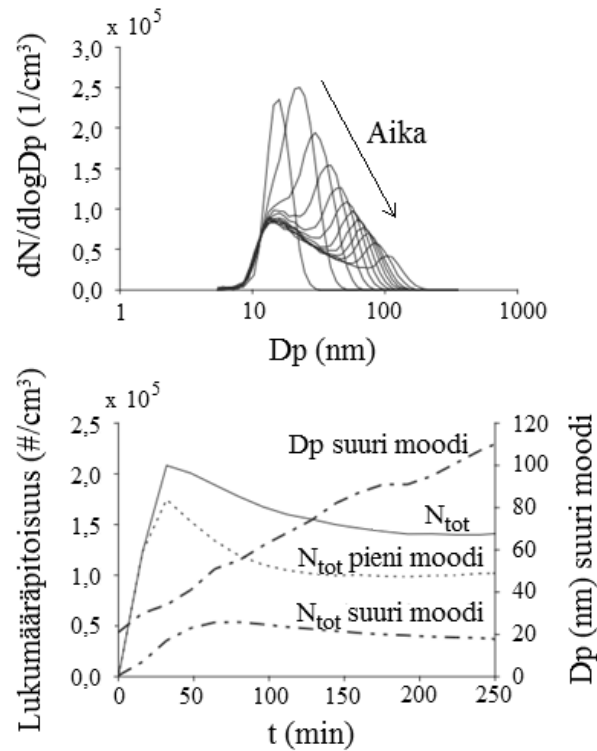 x 10⁵
3,0
2,5
2,0
1,5
1,0
0,5
0,0
dN/dlogDp (1/cm³)
Aika
1 10 100 1000
Dp (nm)
x 10⁵
2,5
2,0
1,5
1,0
0,5
0,0
Lukumääräpitoisuus (#/cm³)
Dp suuri moodi
N_tot
N_tot pieni moodi
N_tot suuri moodi
120
100
80
60
40
20
0
Dp (nm) suuri moodi
0 50 100 150 200 250
t (min)